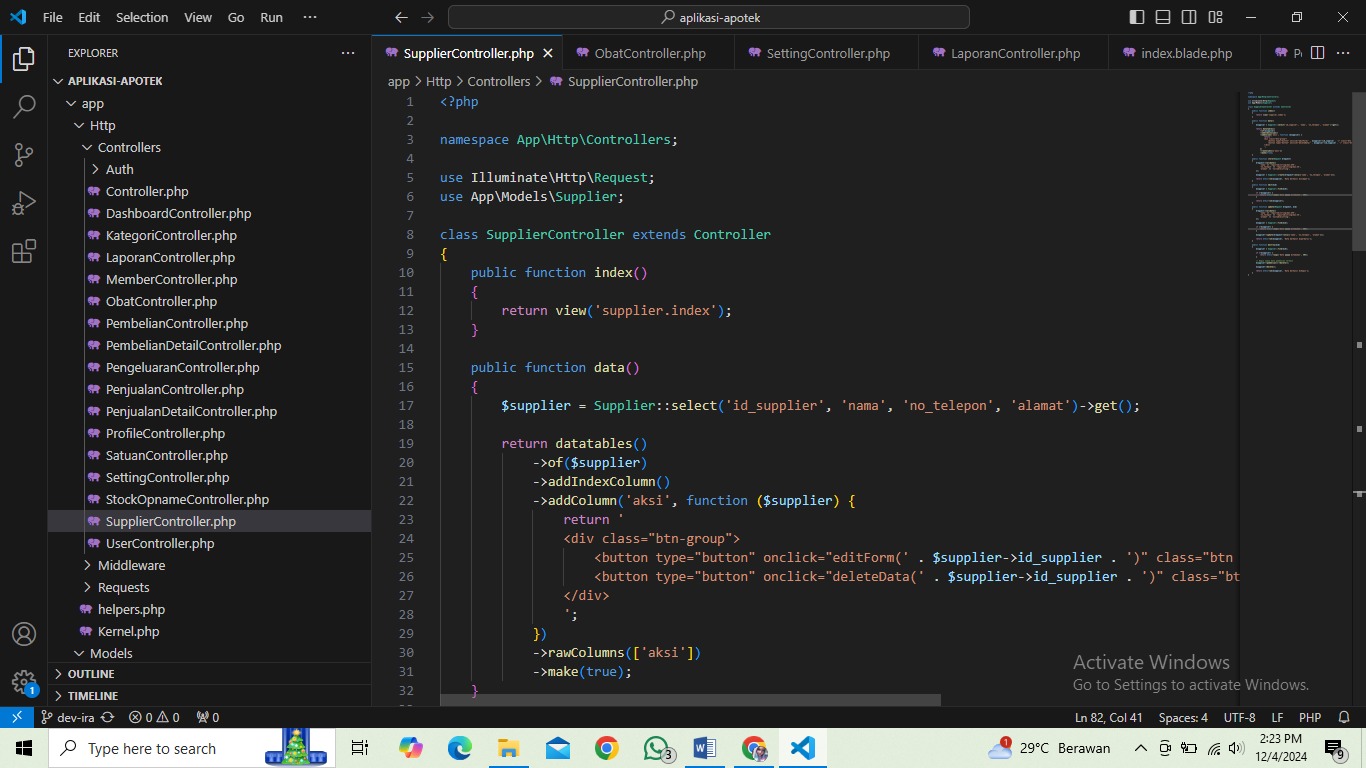 File Edit Selection View Go Run ··· aplikasi-apotek
EXPLORER ···
APLIKASI-APOTEK
app
Http
Controllers
Auth
Controller.php
DashboardController.php
KategoriController.php
LaporanController.php
MemberController.php
ObatController.php
PembelianController.php
PembelianDetailController.php
PengeluaranController.php
PenjualanController.php
PenjualanDetailController.php
ProfileController.php
SatuanController.php
SettingController.php
StockOpnameController.php
SupplierController.php
UserController.php
Middleware
Requests
helpers.php
Kernel.php
Models
OUTLINE
TIMELINE
SupplierController.php ObatController.php SettingController.php LaporanController.php index.blade.php
app > Http > Controllers > SupplierController.php
1 <?php
2
3 namespace App\Http\Controllers;
4
5 use Illuminate\Http\Request;
6 use App\Models\Supplier;
7
8 class SupplierController extends Controller
9 {
10 public function index()
11 {
12 return view('supplier.index');
13 }
14
15 public function data()
16 {
17 $supplier = Supplier::select('id_supplier', 'nama', 'no_telepon', 'alamat')->get();
18
19 return datatables()
20 ->of($supplier)
21 ->addIndexColumn()
22 ->addColumn('aksi', function ($supplier) {
23 return '
24 <div class="btn-group">
25 <button type="button" onclick="editForm(' . $supplier->id_supplier . ')" class="btn
26 <button type="button" onclick="deleteData(' . $supplier->id_supplier . ')" class="bt
27 </div>
28 ';
29 })
30 ->rawColumns(['aksi'])
31 ->make(true);
32 }
Activate Windows
Go to Settings to activate Windows.
1
dev-ira 0 0 0 Ln 82, Col 41 Spaces: 4 UTF-8 LF PHP
Type here to search 3 1 29°C Berawan 2:23 PM
12/4/2024 9